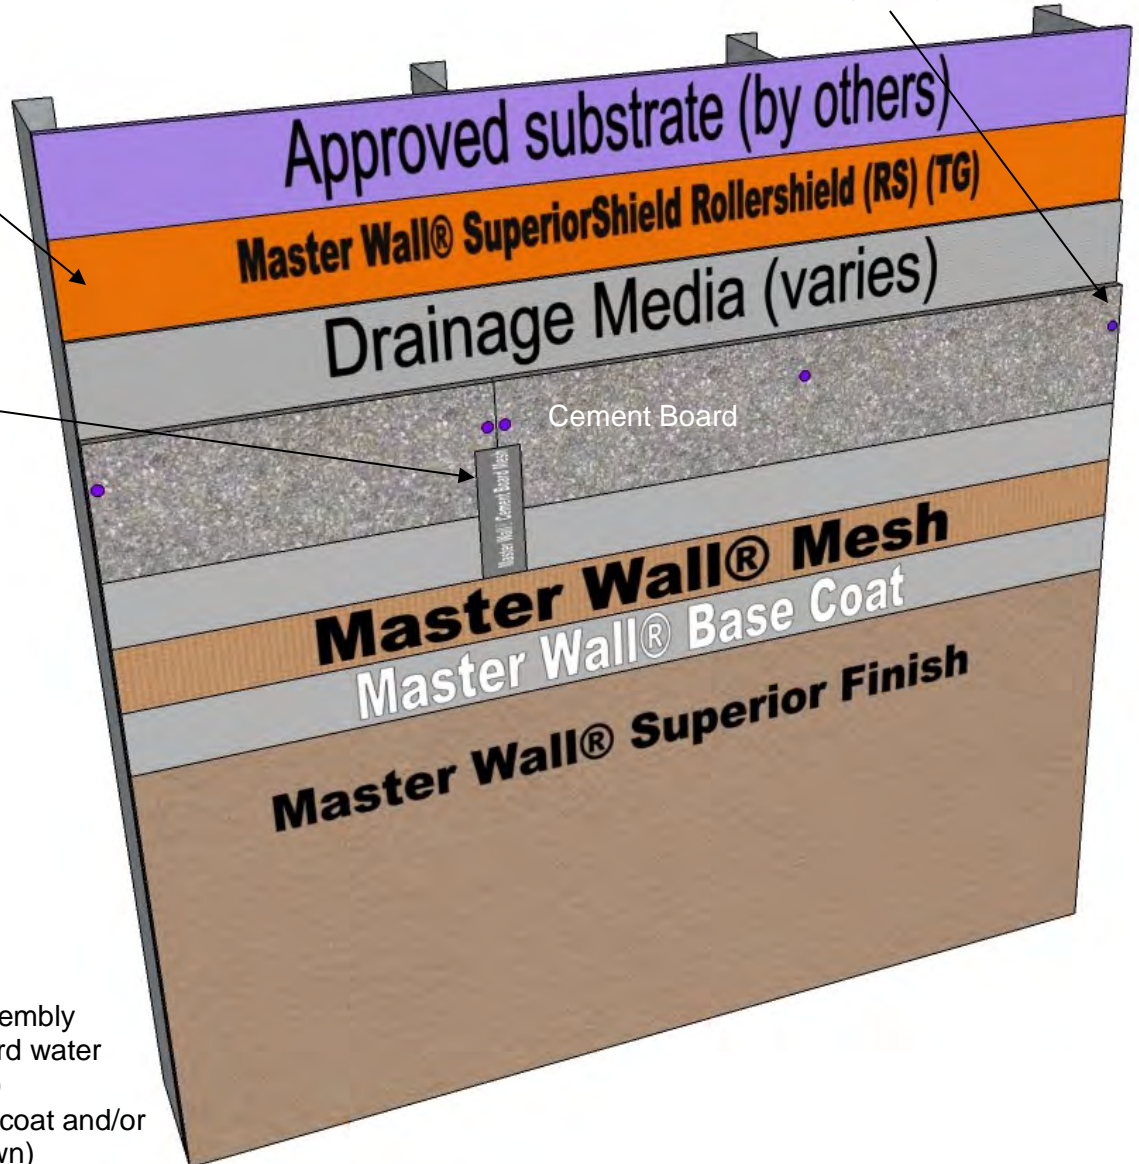 Approved substrate (by others)
Master Wall® SuperiorShield Rollershield (RS) (TG)
Drainage Media (varies)
Cement Board
Master Wall Cement Board Mesh
Master Wall® Mesh
Master Wall® Base Coat
Master Wall® Superior Finish
embly
rd water
coat and/or
wn)